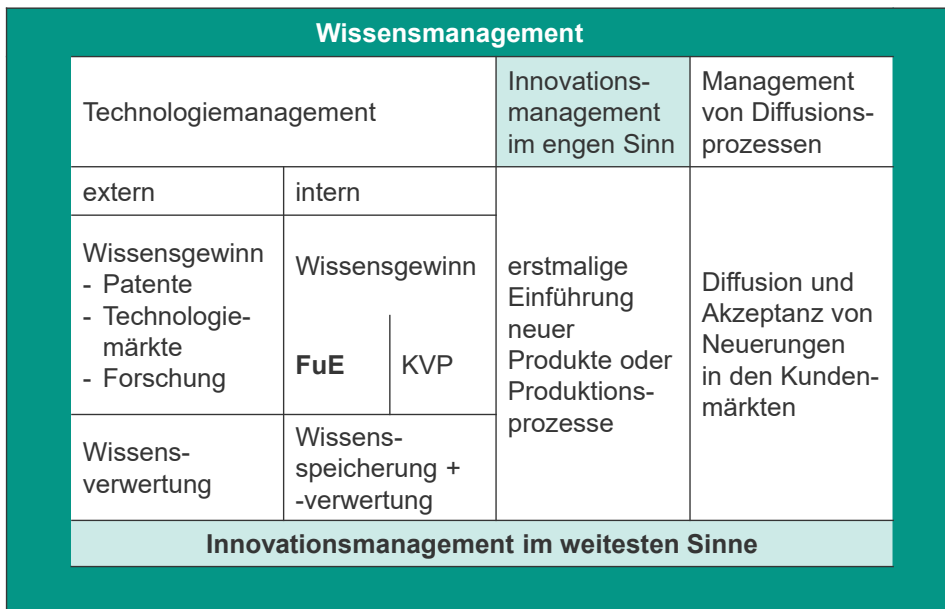 Wissensmanagement
Technologiemanagement
Innovations-
management
im engen Sinn
Management
von Diffusions-
prozessen
extern
intern
Wissensgewinn
- Patente
- Technologie-
märkte
- Forschung
Wissensgewinn
FuE
KVP
erstmalige
Einführung
neuer
Produkte oder
Produktions-
prozesse
Diffusion und
Akzeptanz von
Neuerungen
in den Kunden-
märkten
Wissens-
verwertung
Wissens-
speicherung +
-verwertung
Innovationsmanagement im weitesten Sinne